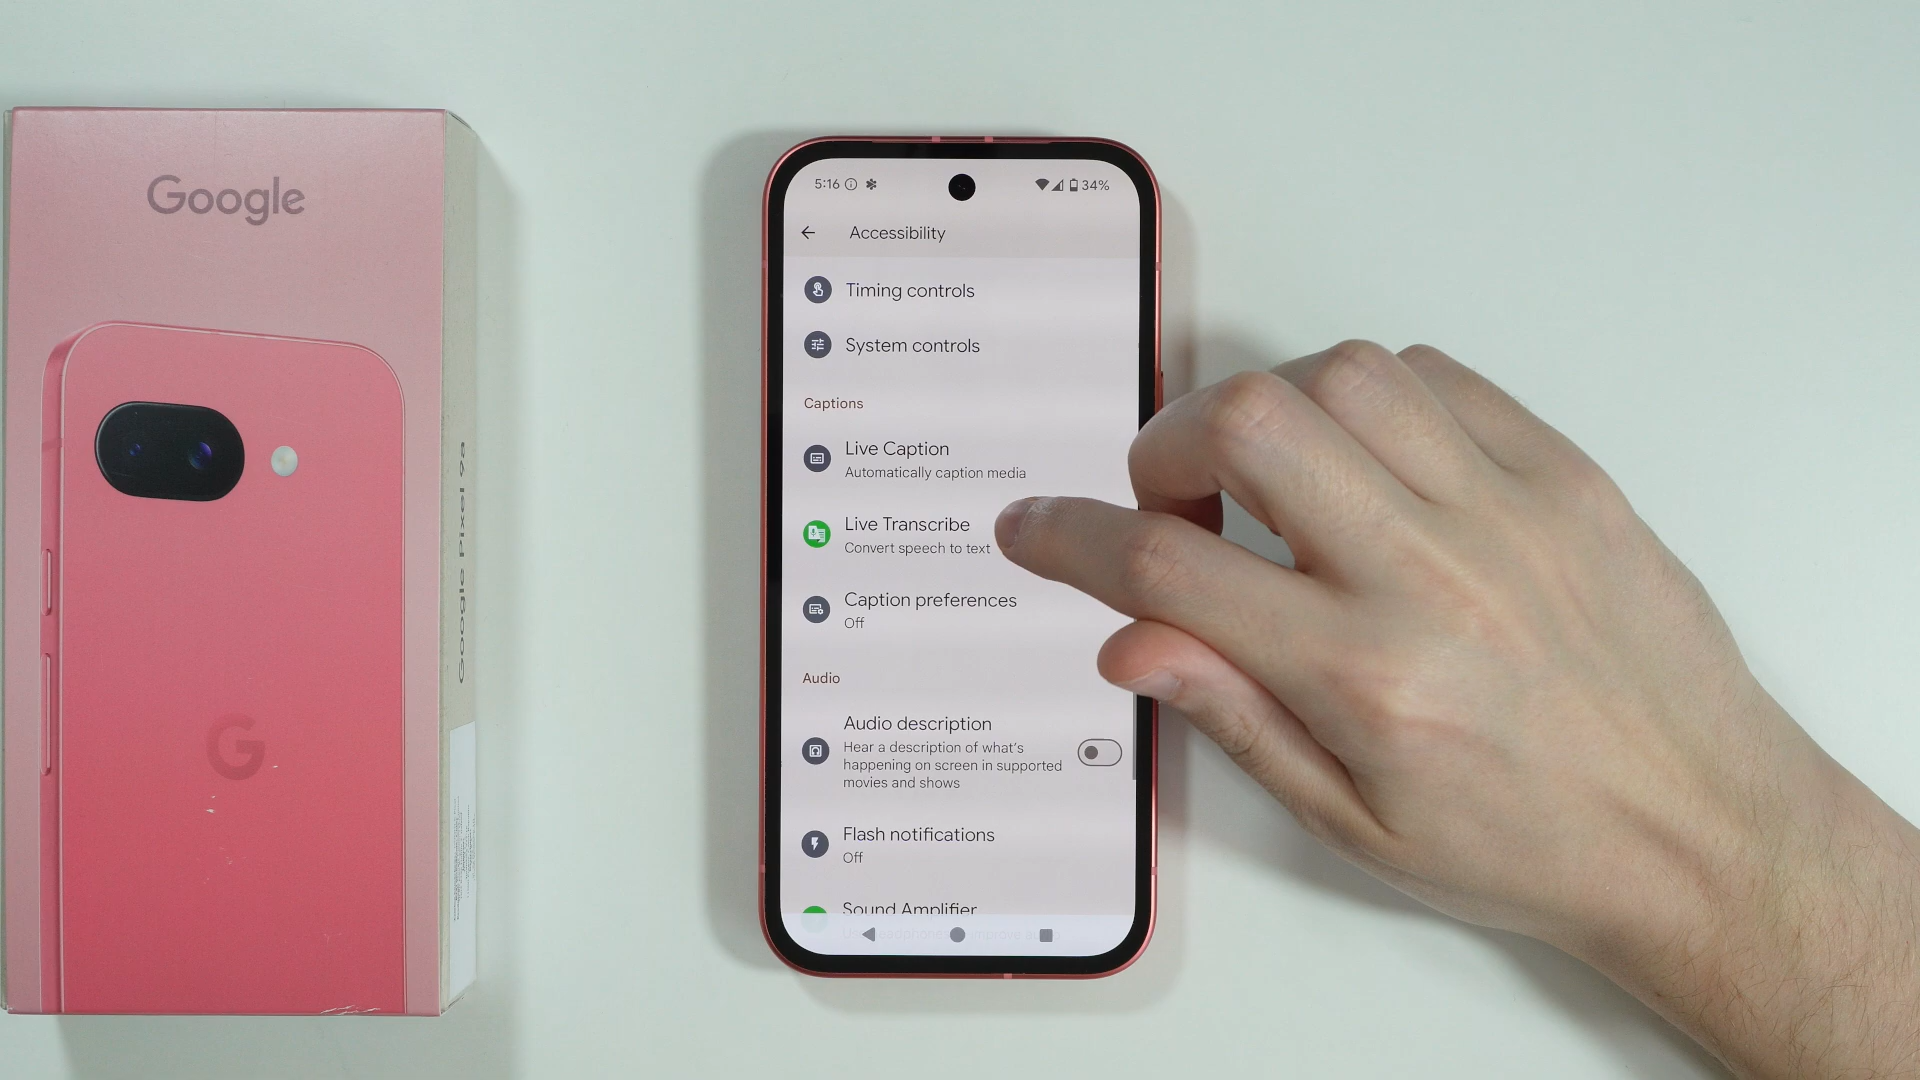 Google
Google Pixel 9a
G
5:16
34%
Accessibility
Timing controls
System controls
Captions
Live Caption
Automatically caption media
Live Transcribe
Convert speech to text
Caption preferences
Off
Audio
Audio description
Hear a description of what's
happening on screen in supported
movies and shows
Flash notifications
Off
Sound Amplifier